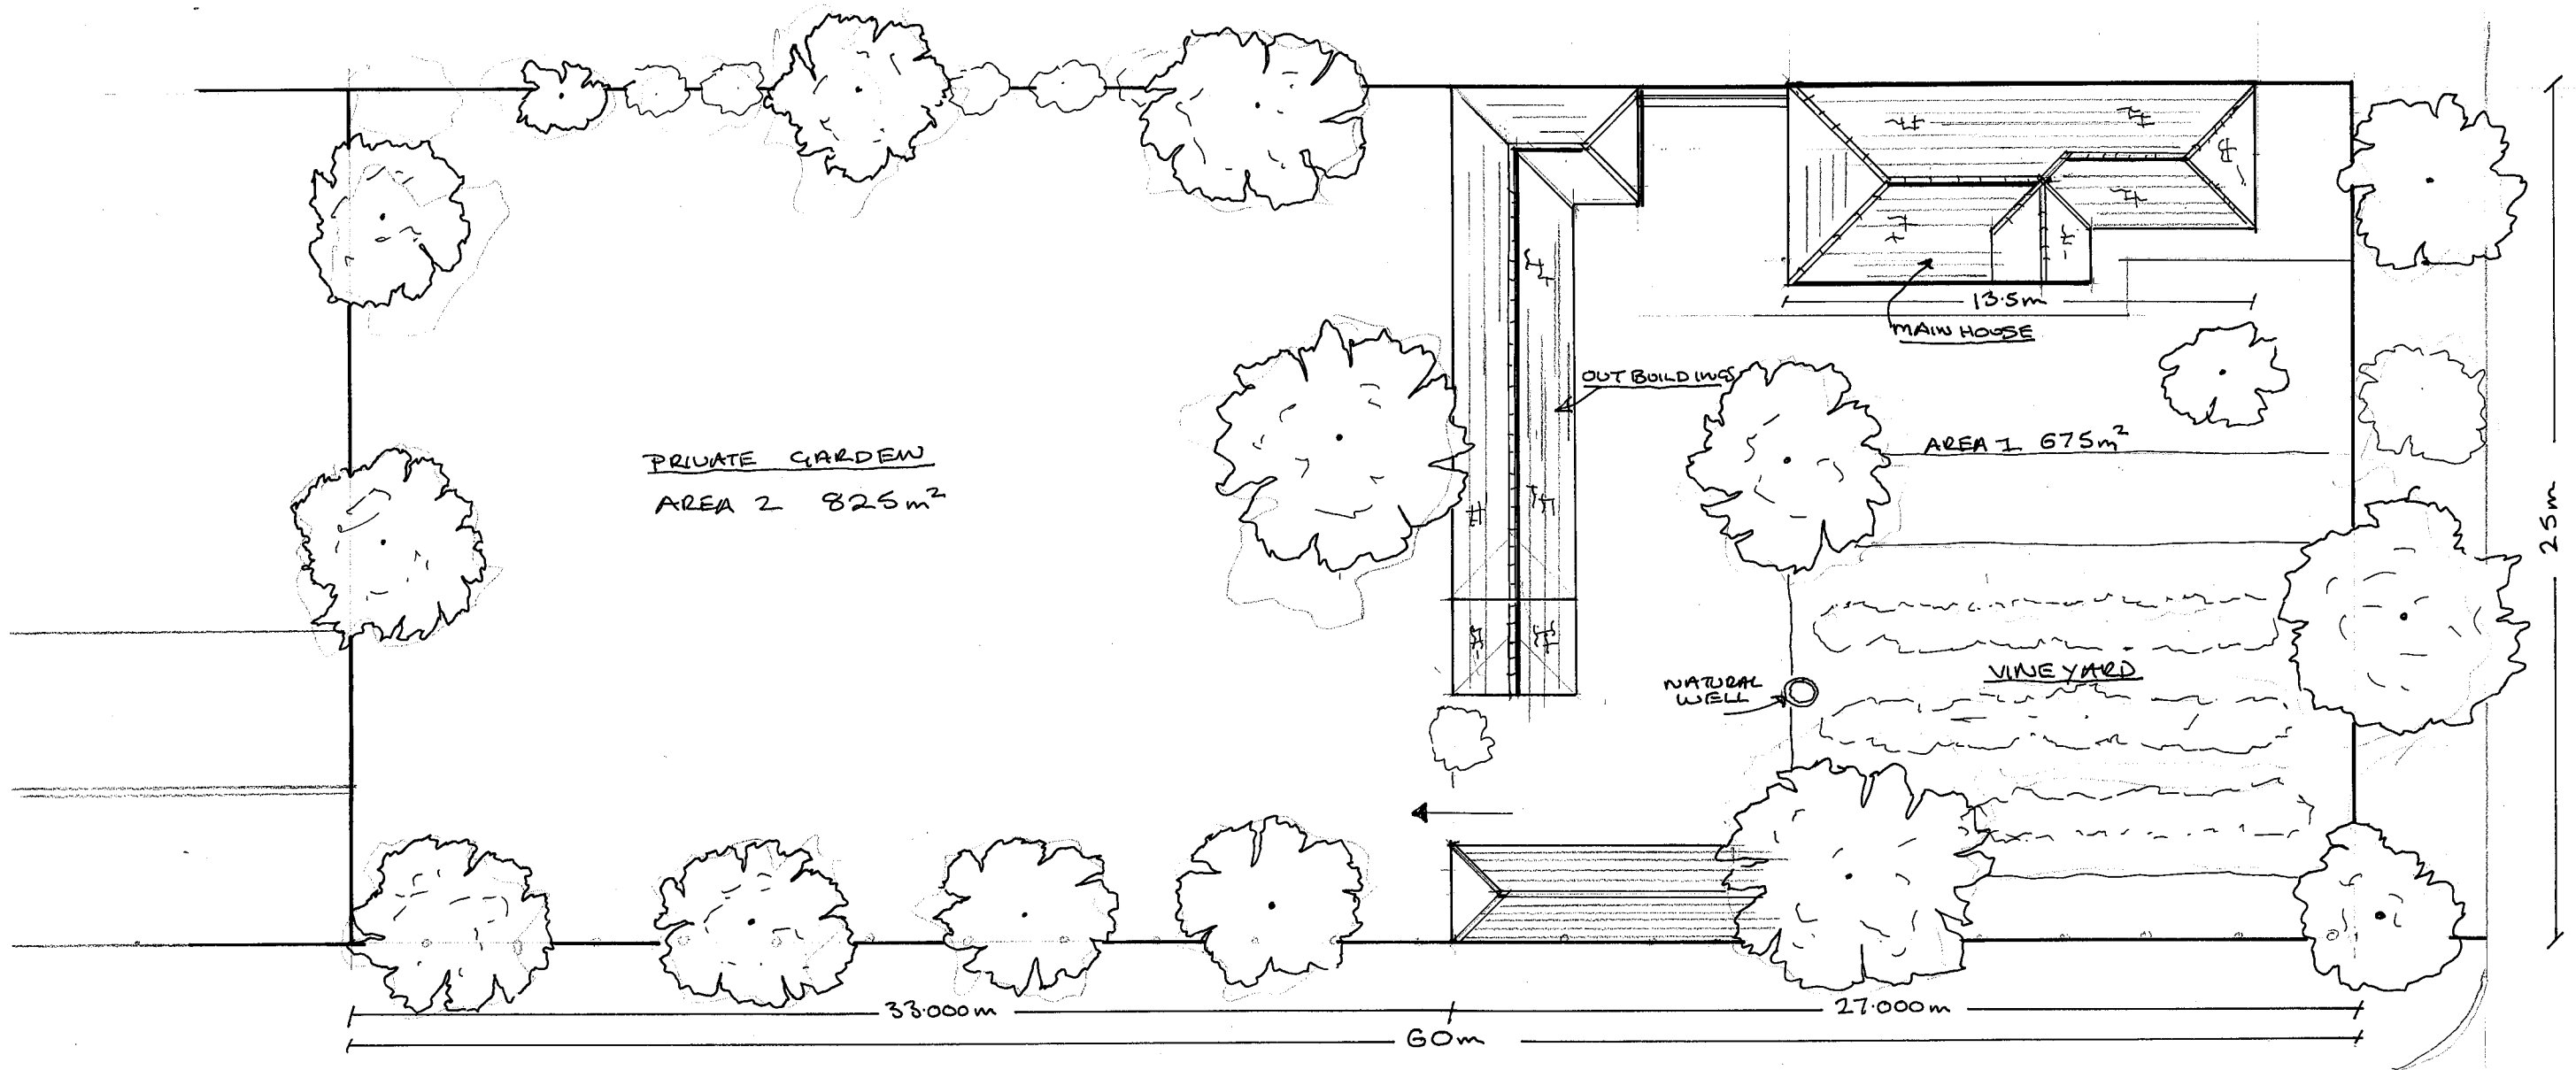 13.5m
MAIN HOUSE
OUT BUILDINGS
AREA 1 675m²
PRIVATE GARDEN
AREA 2 825m²
25m
VINEYARD
NATURAL
WELL
33.000m
27.000m
60m